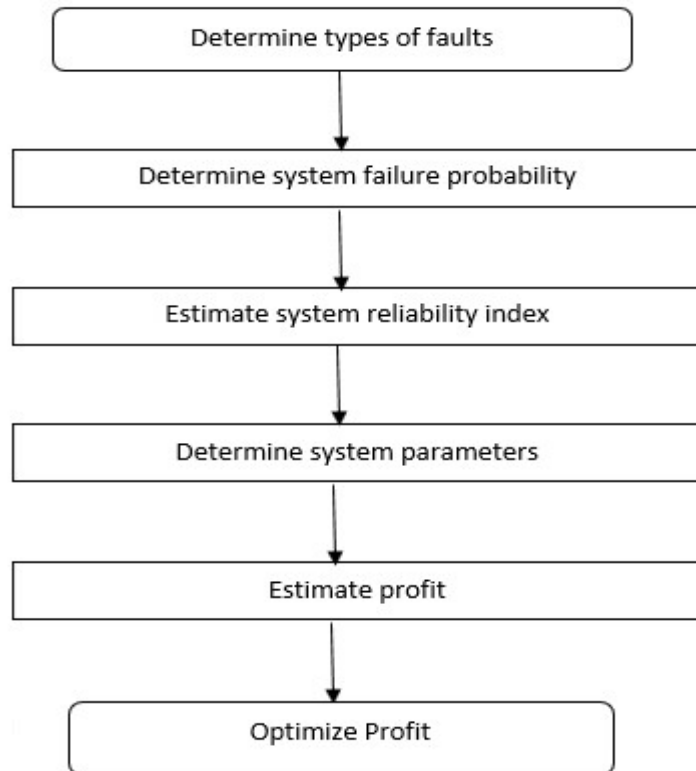 Determine types of faults
Determine system failure probability
Estimate system reliability index
Determine system parameters
Estimate profit
Optimize Profit